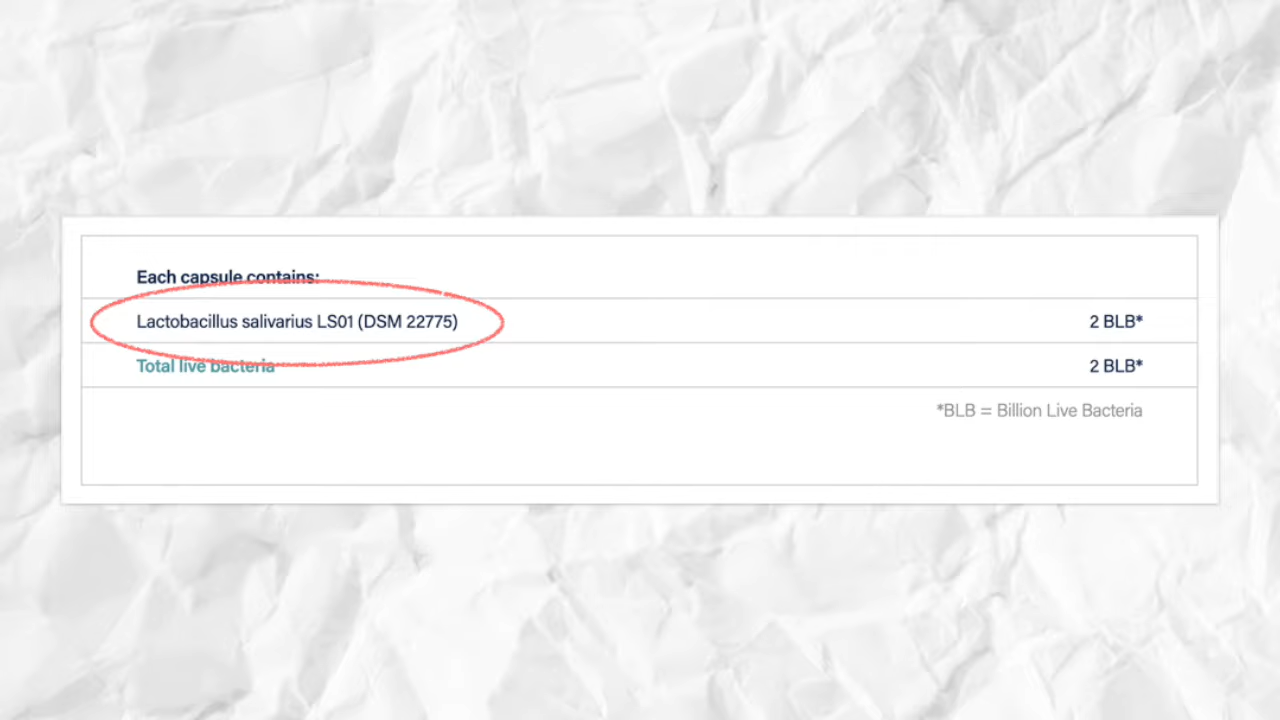 Each capsule contains:
Lactobacillus salivarius LS01 (DSM 22775) 2 BLB*
Total live bacteria 2 BLB*
*BLB = Billion Live Bacteria